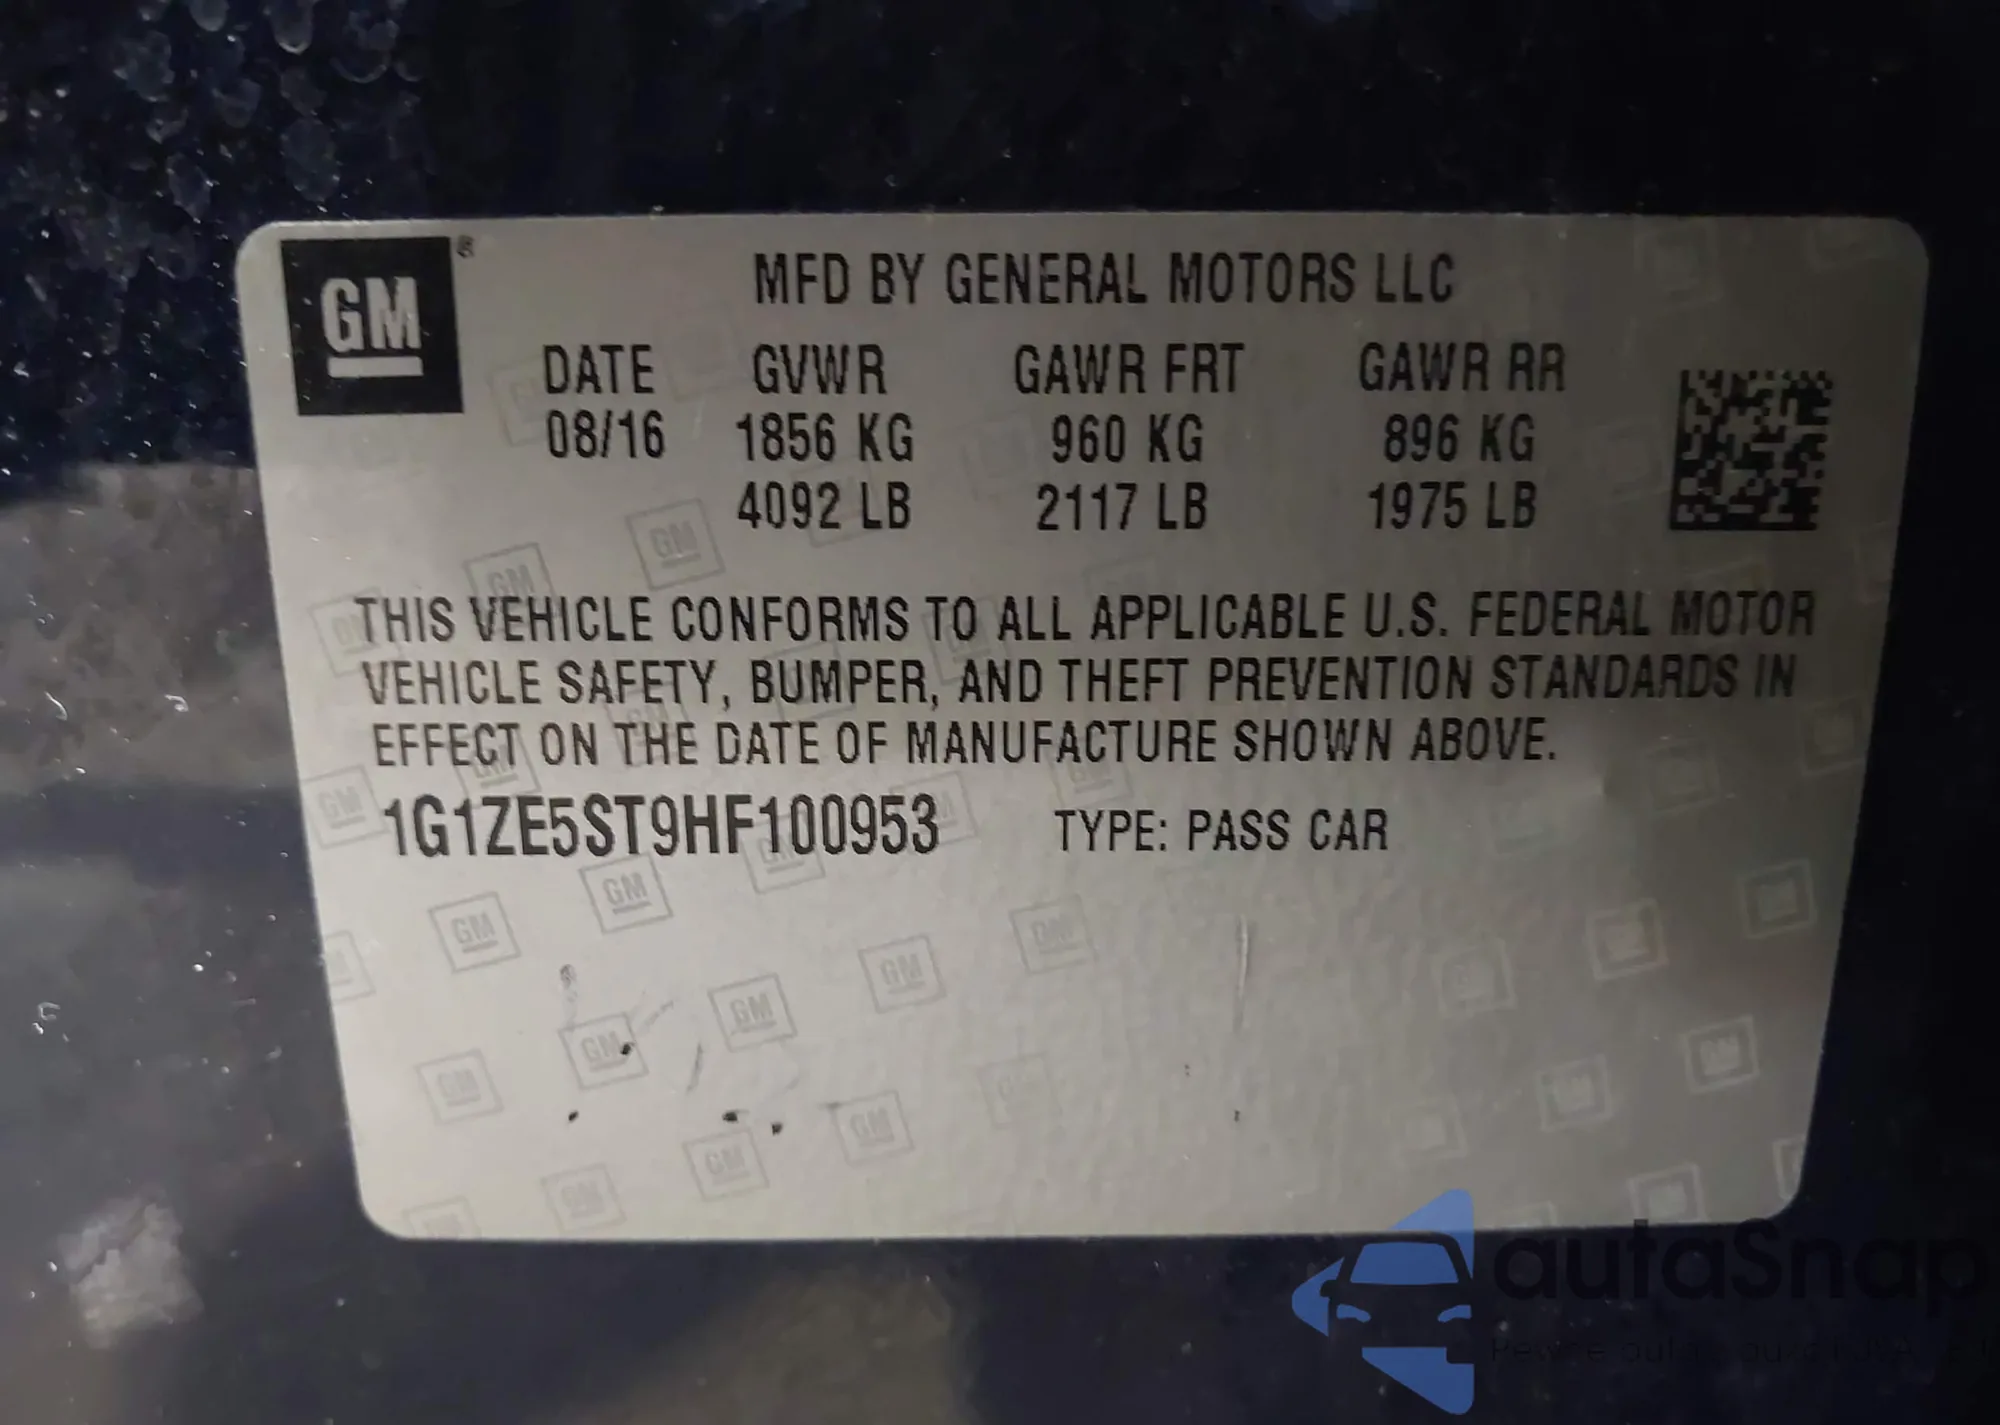 GM
MFD BY GENERAL MOTORS LLC
DATE GVWR GAWR FRT GAWR RR
08/16 1856 KG 960 KG 896 KG
4092 LB 2117 LB 1975 LB
THIS VEHICLE CONFORMS TO ALL APPLICABLE U.S. FEDERAL MOTOR
VEHICLE SAFETY, BUMPER, AND THEFT PREVENTION STANDARDS IN
EFFECT ON THE DATE OF MANUFACTURE SHOWN ABOVE.
1G1ZE5ST9HF100953 TYPE: PASS CAR
autaSnap